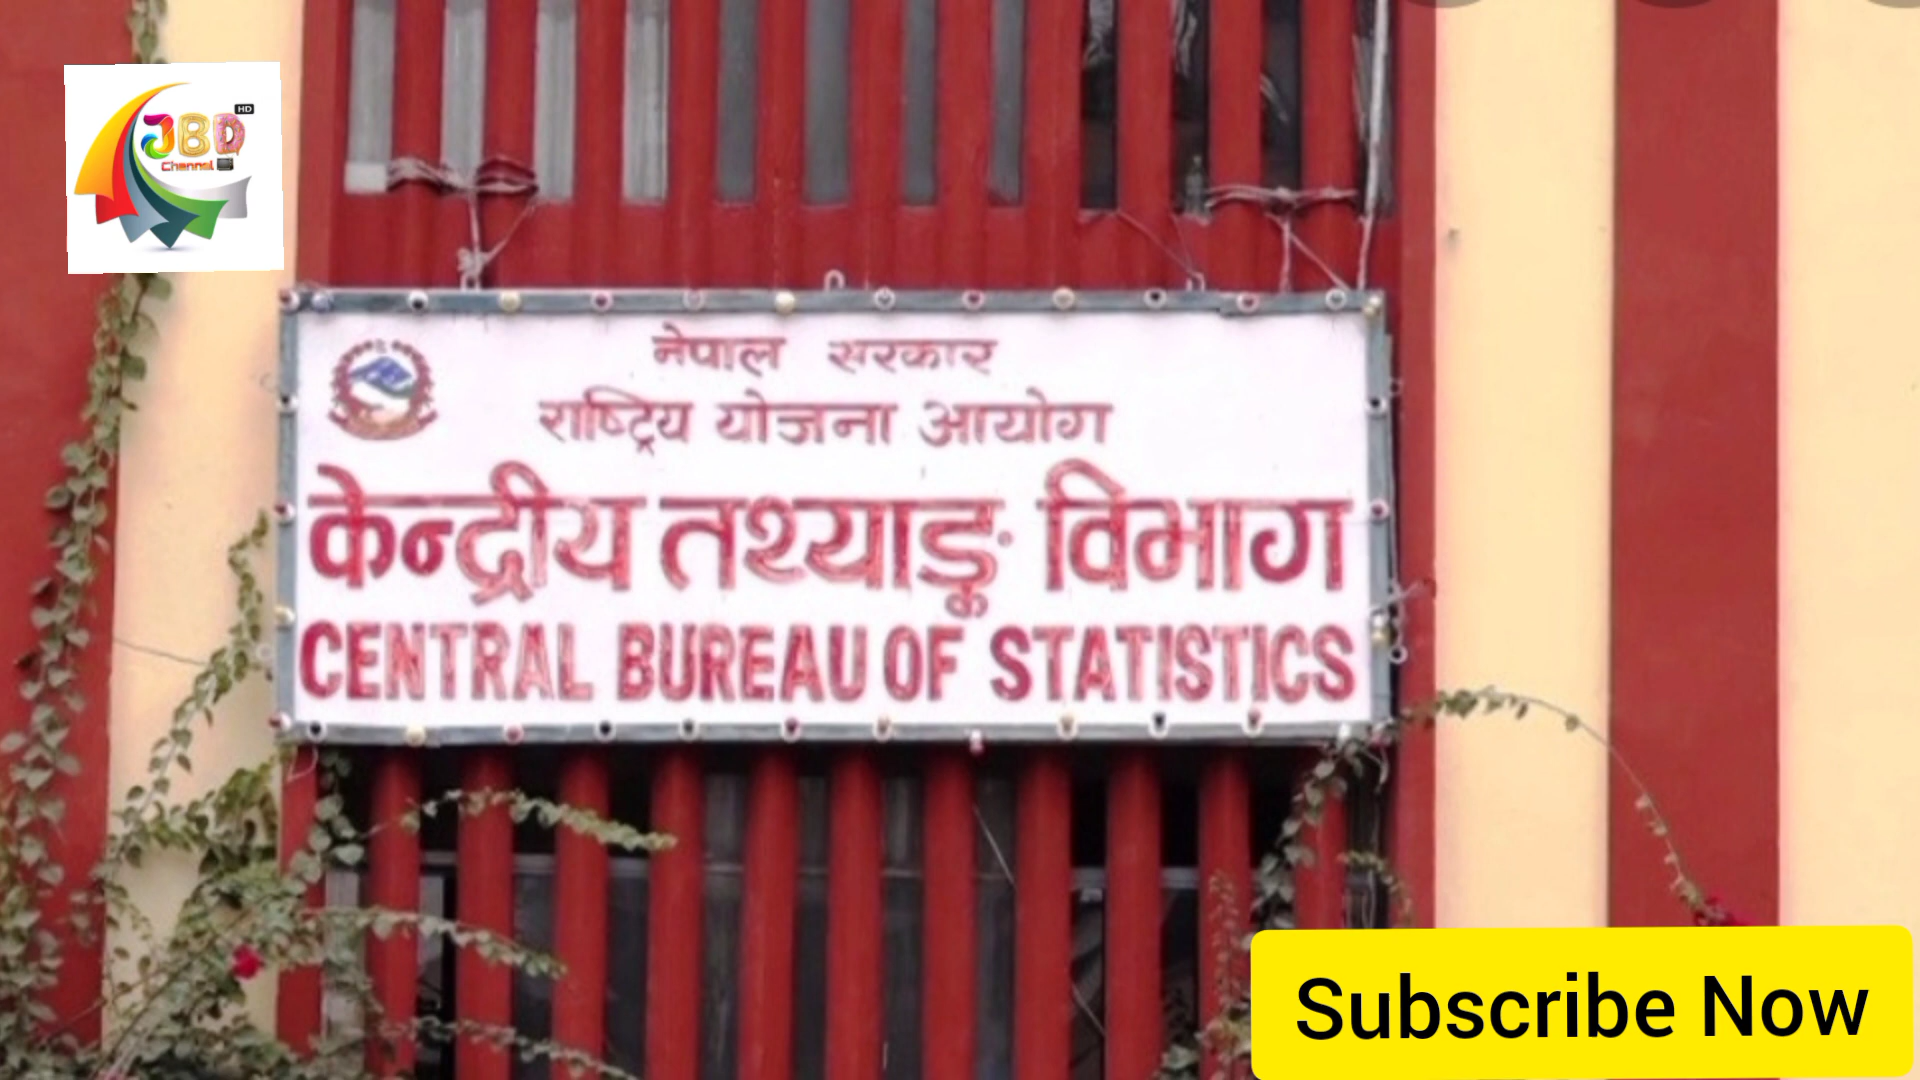 JBD
HD
Channel
नेपाल सरकार
राष्ट्रिय योजना आयोग
केन्द्रीय तथ्याङ्क विभाग
CENTRAL BUREAU OF STATISTICS
Subscribe Now